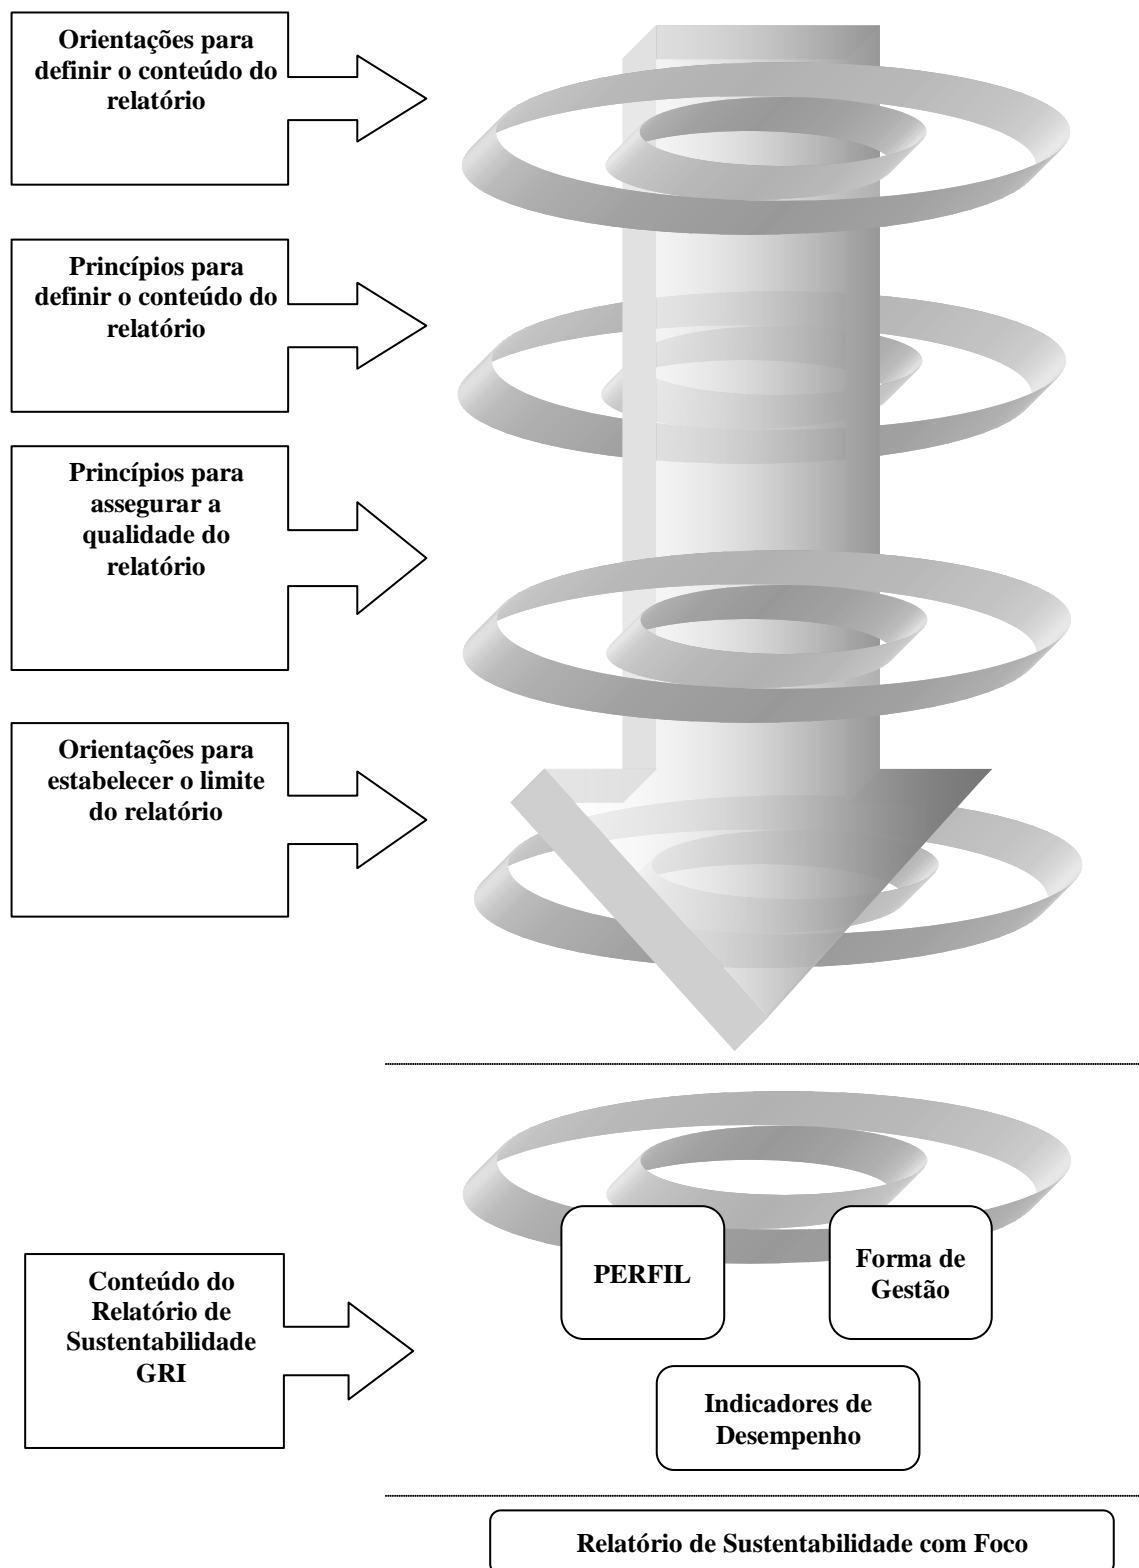 Orientações para
definir o conteúdo do
relatório
Princípios para
definir o conteúdo do
relatório
Princípios para
assegurar a
qualidade do
relatório
Orientações para
estabelecer o limite
do relatório
Conteúdo do
Relatório de
Sustentabilidade
GRI
PERFIL
Forma de
Gestão
Indicadores de
Desempenho
Relatório de Sustentabilidade com Foco